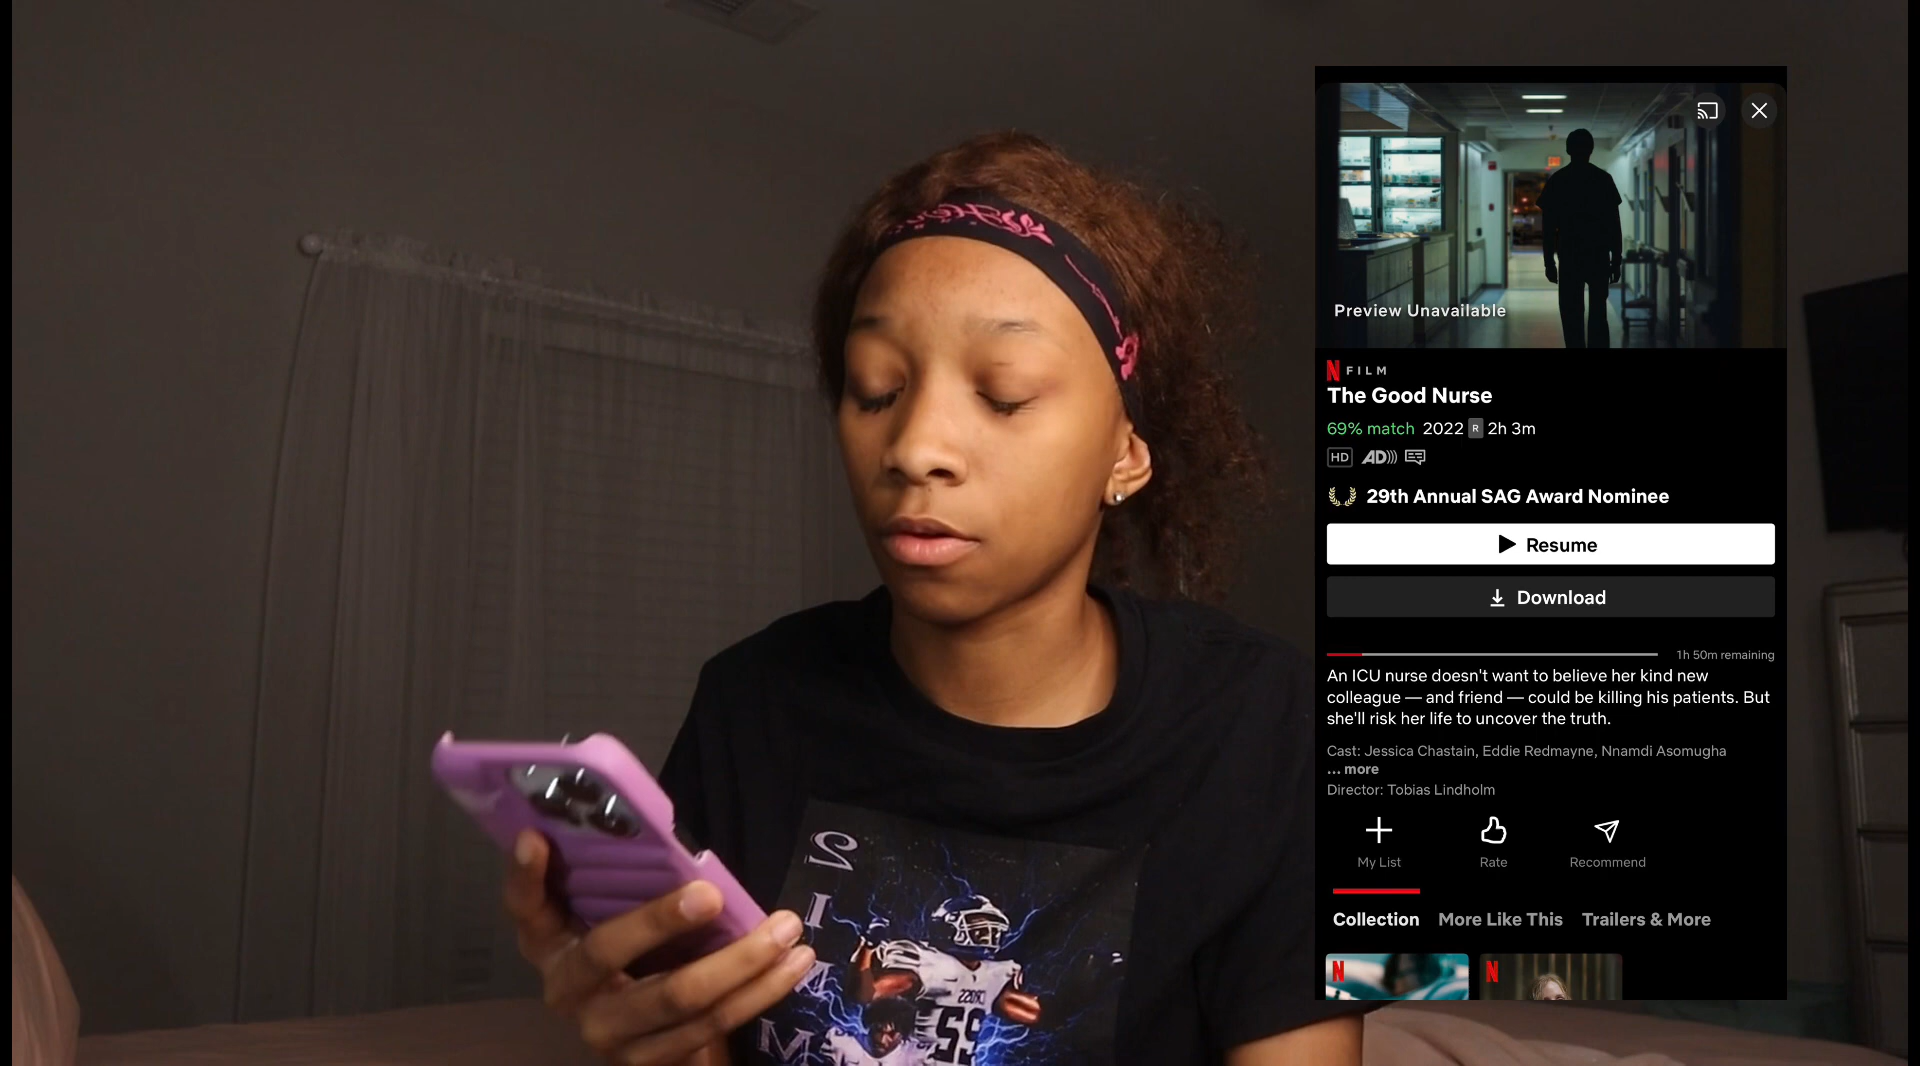 Preview Unavailable
N FILM
The Good Nurse
69% match 2022 R 2h 3m
HD AD
29th Annual SAG Award Nominee
Resume
Download
1h 50m remaining
An ICU nurse doesn't want to believe her kind new
colleague — and friend — could be killing his patients. But
she'll risk her life to uncover the truth.
Cast: Jessica Chastain, Eddie Redmayne, Nnamdi Asomugha
... more
Director: Tobias Lindholm
My List
Rate
Recommend
Collection
More Like This
Trailers & More
N
N
59